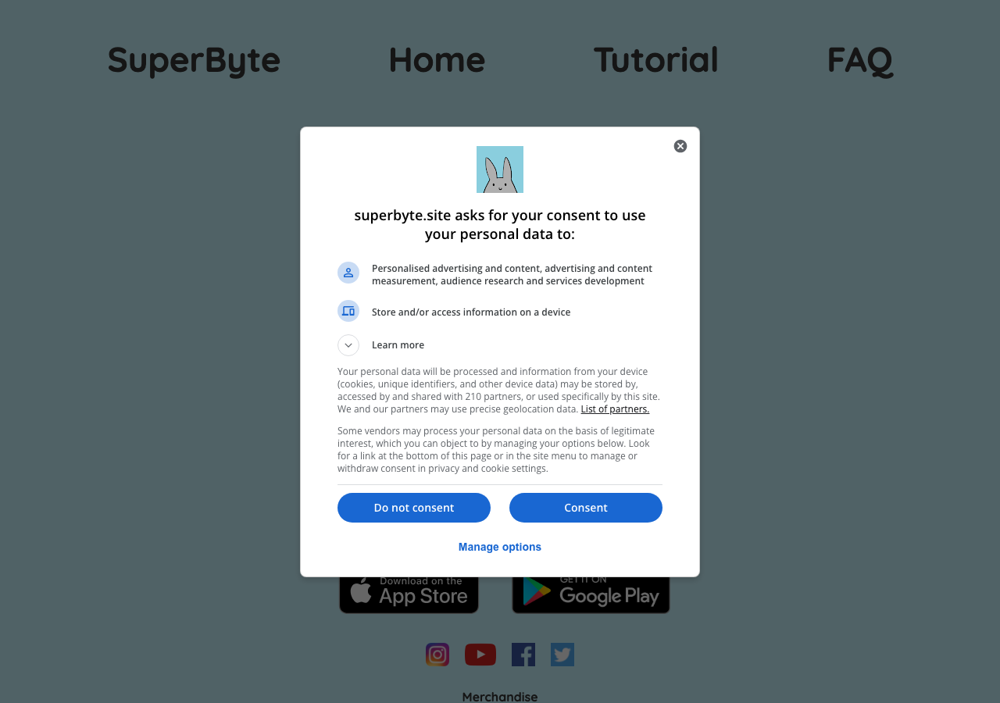 SuperByte Home Tutorial FAQ
superbyte.site asks for your consent to use
your personal data to:
Personalised advertising and content, advertising and content
measurement, audience research and services development
Store and/or access information on a device
Learn more
Your personal data will be processed and information from your device
(cookies, unique identifiers, and other device data) may be stored by,
accessed by and shared with 210 partners, or used specifically by this site.
We and our partners may use precise geolocation data. List of partners.
Some vendors may process your personal data on the basis of legitimate
interest, which you can object to by managing your options below. Look
for a link at the bottom of this page or in the site menu to manage or
withdraw consent in privacy and cookie settings.
Do not consent Consent
Manage options
Download on the
App Store
GET IT ON
Google Play
Merchandise